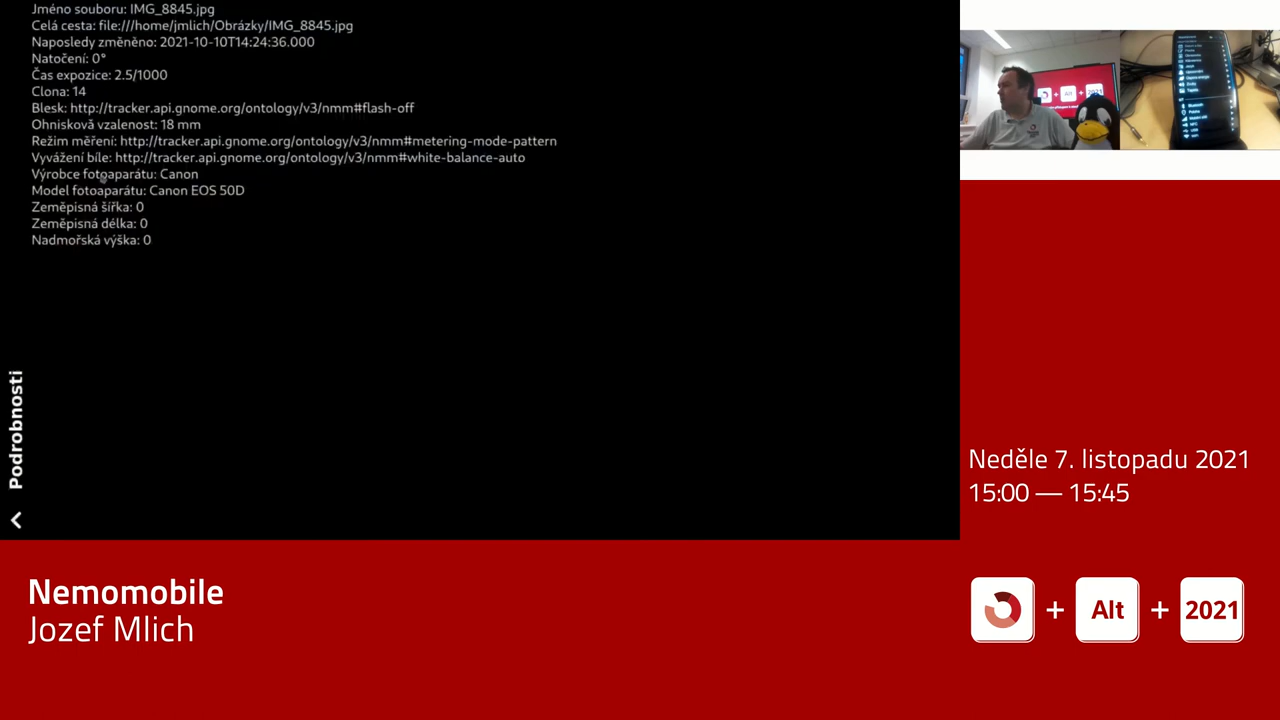 Jméno souboru: IMG_8845.jpg
Celá cesta: file:///home/jmlich/Obrázky/IMG_8845.jpg
Naposledy změněno: 2021-10-10T14:24:36.000
Natočení: 0°
Čas expozice: 2.5/1000
Clona: 14
Blesk: http://tracker.api.gnome.org/ontology/v3/nmm#flash-off
Ohnisková vzalenost: 18 mm
Režim měření: http://tracker.api.gnome.org/ontology/v3/nmm#metering-mode-pattern
Vyvážení bíle: http://tracker.api.gnome.org/ontology/v3/nmm#white-balance-auto
Výrobce fotoaparátu: Canon
Model fotoaparátu: Canon EOS 50D
Zeměpisná šířka: 0
Zeměpisná délka: 0
Nadmořská výška: 0
Podrobnosti
Alt
2021
Neděle 7. listopadu 2021
15:00 — 15:45
Nemomobile
Jozef Mlich
+ Alt + 2021